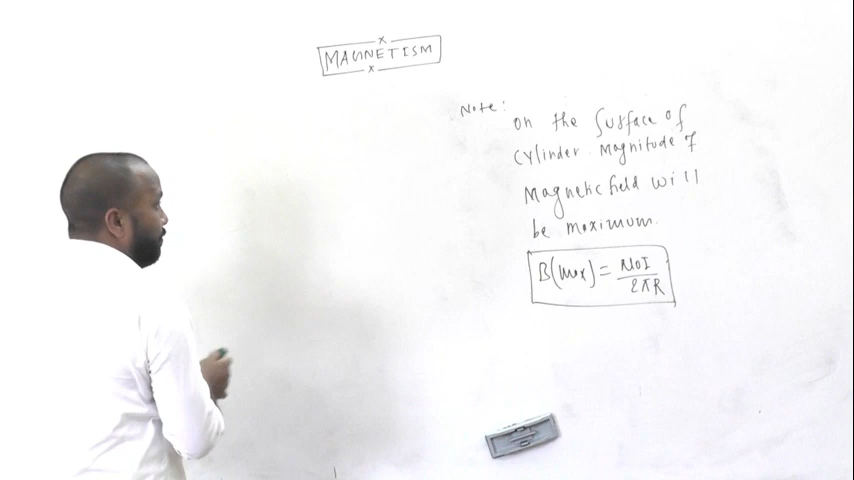 MAGNETISM
Note:
on the surface of
cylinder magnitude of
magnetic field will
be maximum.
B(max) = μ0I / 2πR